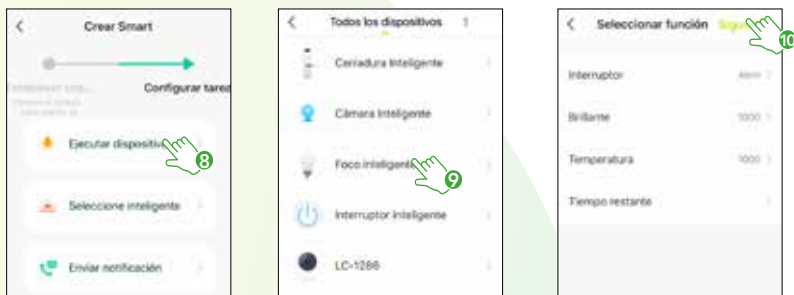 Crear Smart
Configurar tarea
Ejecutar dispositivo
8
Seleccione inteligente
Enviar notificación
Todos los dispositivos
Cerradura Inteligente
Cámara Inteligente
Foco Inteligente
9
Interruptor Inteligente
LC-1286
Seleccionar función
10
Interruptor
Brillante
1000
Temperatura
1000
Tiempo restante